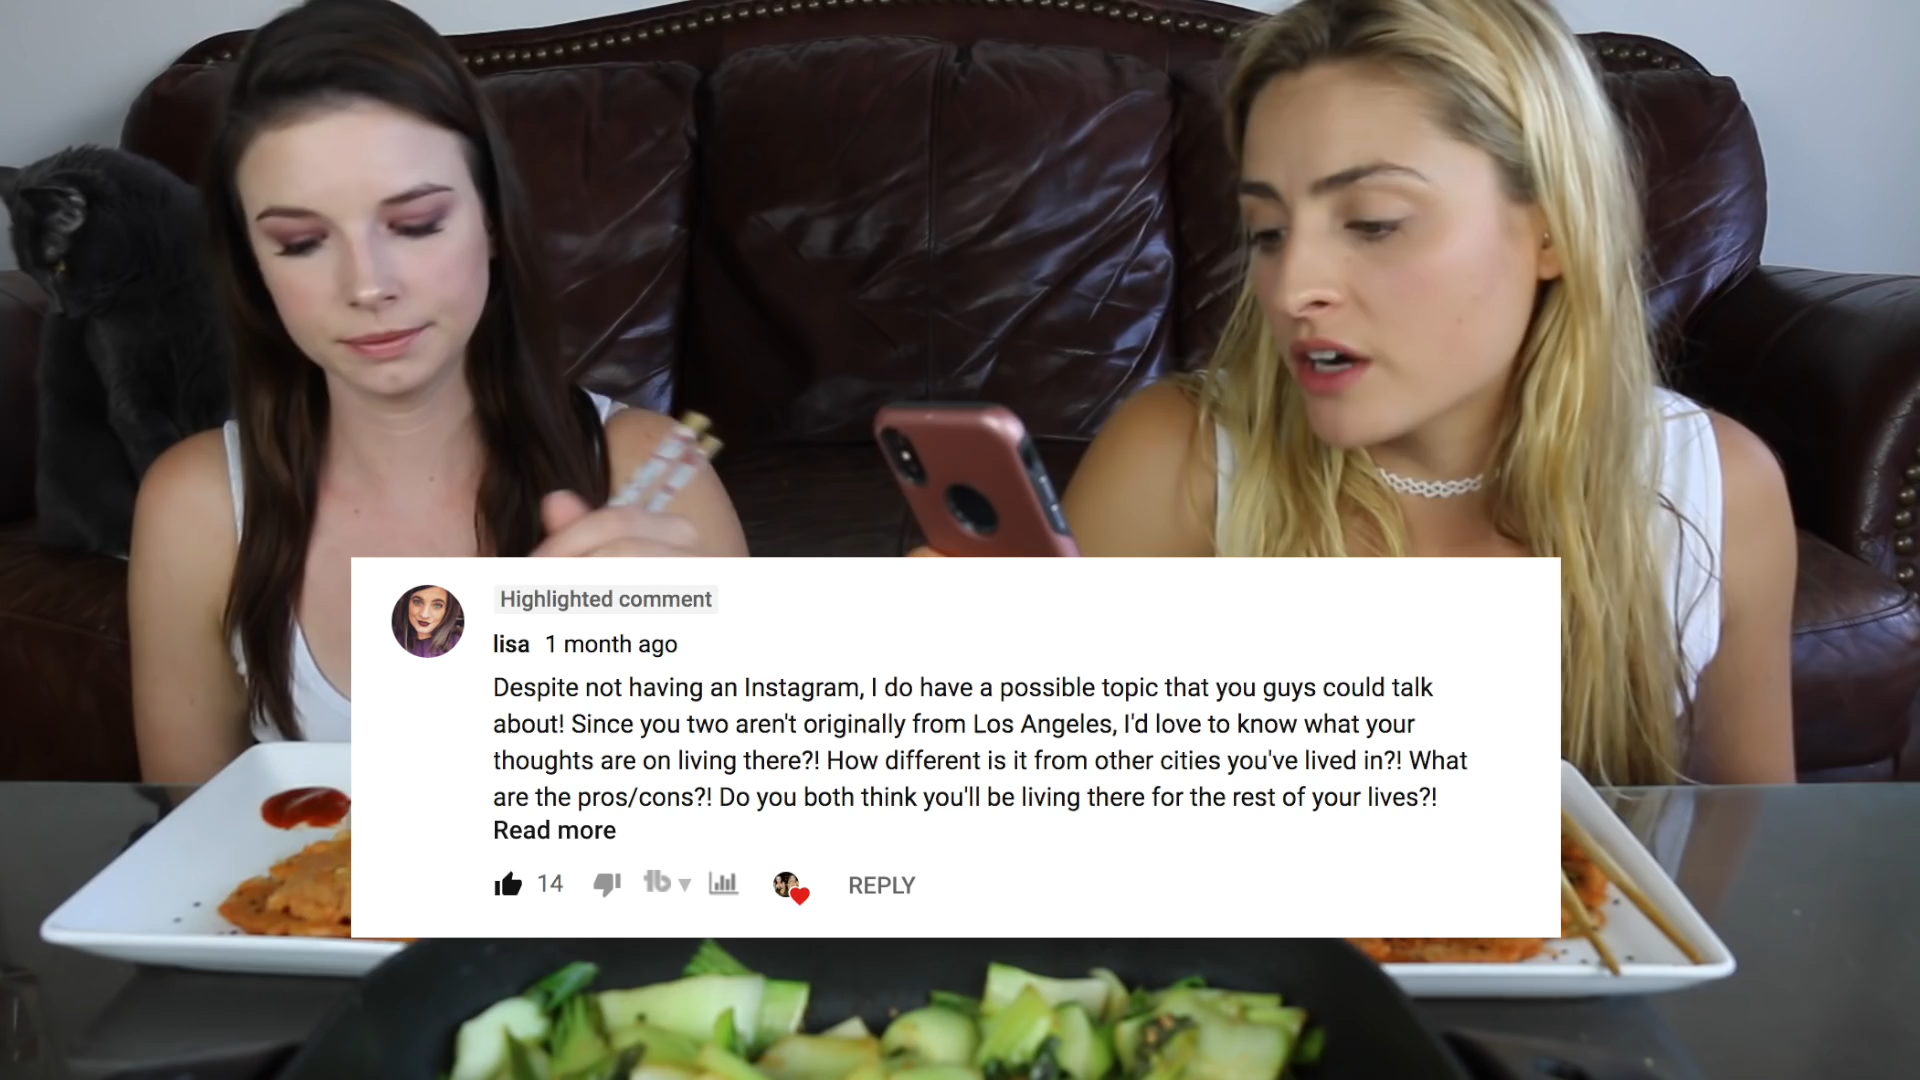 Highlighted comment
lisa 1 month ago
Despite not having an Instagram, I do have a possible topic that you guys could talk
about! Since you two aren't originally from Los Angeles, I'd love to know what your
thoughts are on living there?! How different is it from other cities you've lived in?! What
are the pros/cons?! Do you both think you'll be living there for the rest of your lives?!
Read more
14 tb REPLY